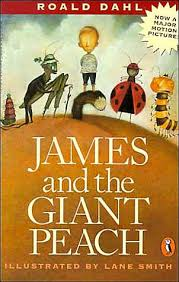 ROALD DAHL
NOW A
MAJOR
MOTION
PICTURE
JAMES
and the
GIANT
PEACH
ILLUSTRATED BY LANE SMITH